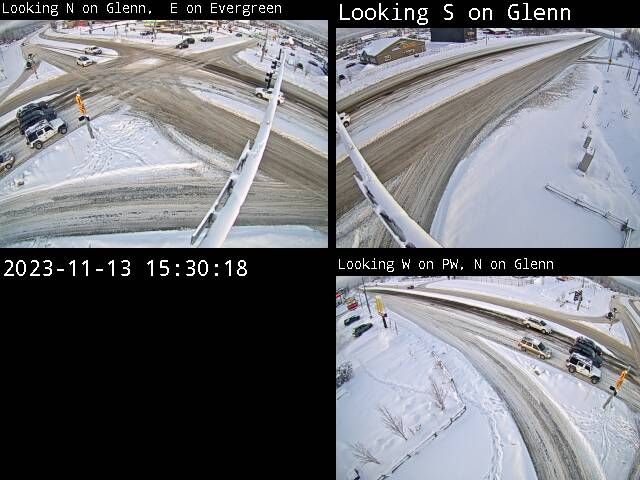 Looking N on Glenn,  E on Evergreen
Looking S on Glenn
2023-11-13 15:30:18
Looking W on PW, N on Glenn